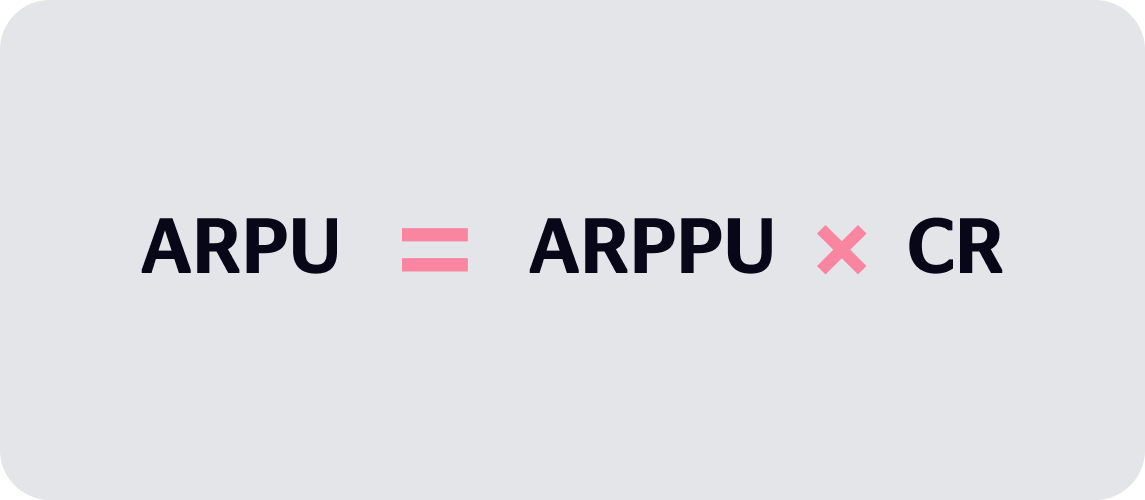 ARPU = ARPPU × CR